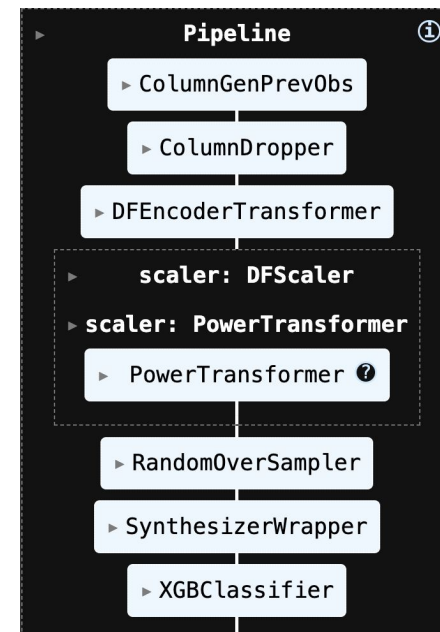 Pipeline
ColumnGenPrevObs
ColumnDropper
DFEncoderTransformer
scaler: DFScaler
scaler: PowerTransformer
PowerTransformer ?
RandomOverSampler
SynthesizerWrapper
XGBClassifier